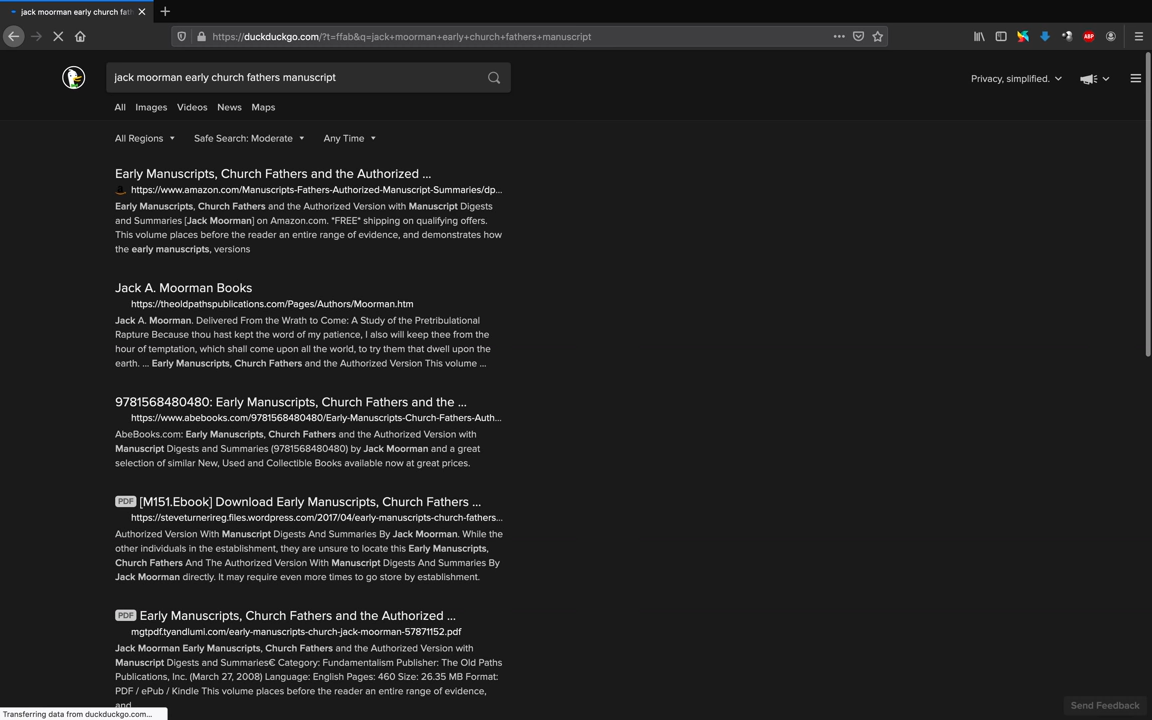 jack moorman early church fath
https://duckduckgo.com/?t=ffab&q=jack+moorman+early+church+fathers+manuscript
ABP
jack moorman early church fathers manuscript
Privacy, simplified.
All Images Videos News Maps
All Regions Safe Search: Moderate Any Time
Early Manuscripts, Church Fathers and the Authorized ...
https://www.amazon.com/Manuscripts-Fathers-Authorized-Manuscript-Summaries/dp...
Early Manuscripts, Church Fathers and the Authorized Version with Manuscript Digests
and Summaries [Jack Moorman] on Amazon.com. *FREE* shipping on qualifying offers.
This volume places before the reader an entire range of evidence, and demonstrates how
the early manuscripts, versions
Jack A. Moorman Books
https://theoldpathspublications.com/Pages/Authors/Moorman.htm
Jack A. Moorman. Delivered From the Wrath to Come: A Study of the Pretribulational
Rapture Because thou hast kept the word of my patience, I also will keep thee from the
hour of temptation, which shall come upon all the world, to try them that dwell upon the
earth. ... Early Manuscripts, Church Fathers and the Authorized Version This volume ...
9781568480480: Early Manuscripts, Church Fathers and the ...
https://www.abebooks.com/9781568480480/Early-Manuscripts-Church-Fathers-Auth...
AbeBooks.com: Early Manuscripts, Church Fathers and the Authorized Version with
Manuscript Digests and Summaries (9781568480480) by Jack Moorman and a great
selection of similar New, Used and Collectible Books available now at great prices.
PDF [M151.Ebook] Download Early Manuscripts, Church Fathers ...
https://steveturnerireg.files.wordpress.com/2017/04/early-manuscripts-church-fathers...
Authorized Version With Manuscript Digests And Summaries By Jack Moorman. While the
other individuals in the establishment, they are unsure to locate this Early Manuscripts,
Church Fathers And The Authorized Version With Manuscript Digests And Summaries By
Jack Moorman directly. It may require even more times to go store by establishment.
PDF Early Manuscripts, Church Fathers and the Authorized ...
mgtpdf.tyandlumi.com/early-manuscripts-church-jack-moorman-57871152.pdf
Jack Moorman Early Manuscripts, Church Fathers and the Authorized Version with
Manuscript Digests and Summaries€ Category: Fundamentalism Publisher: The Old Paths
Publications, Inc. (March 27, 2008) Language: English Pages: 460 Size: 26.35 MB Format:
PDF / ePub / Kindle This volume places before the reader an entire range of evidence,
and
Send Feedback
Transferring data from duckduckgo.com...